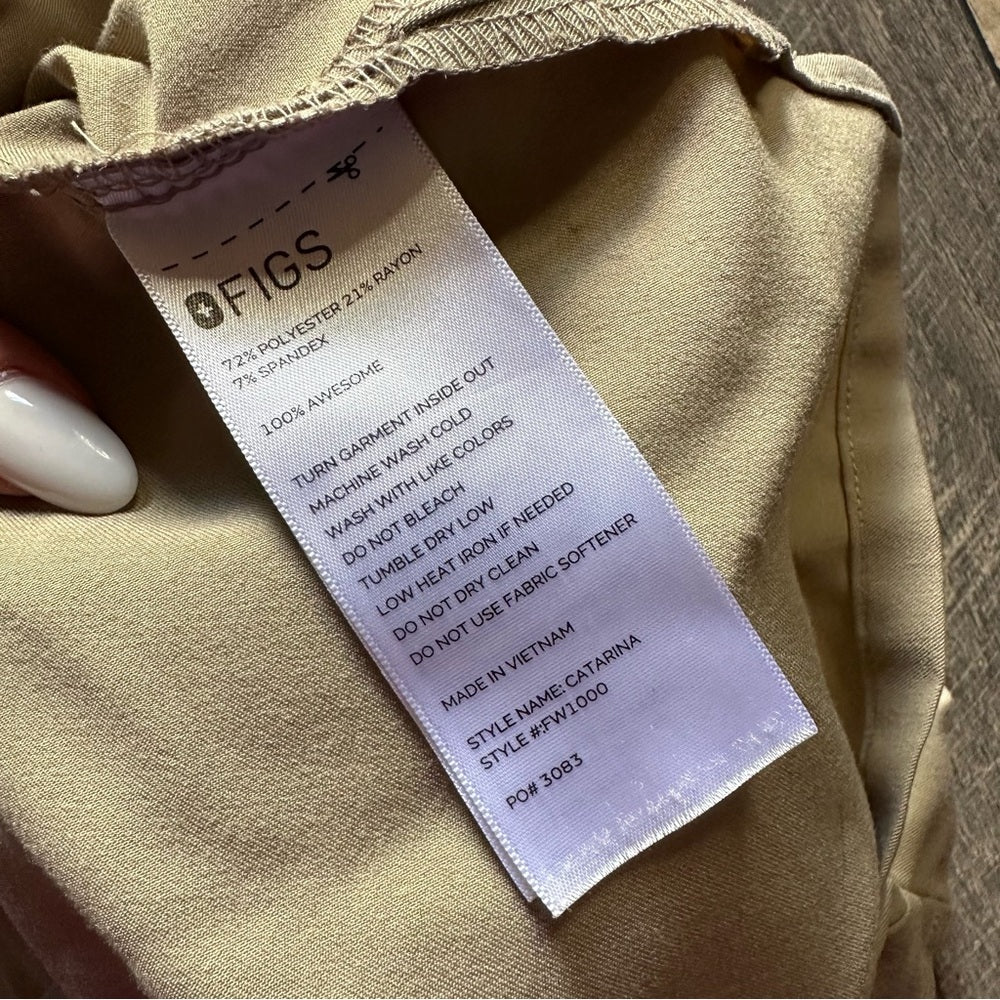 FIGS
72% POLYESTER 21% RAYON
7% SPANDEX
100% AWESOME
TURN GARMENT INSIDE OUT
MACHINE WASH COLD
WASH WITH LIKE COLORS
DO NOT BLEACH
TUMBLE DRY LOW
LOW HEAT IRON IF NEEDED
DO NOT DRY CLEAN
DO NOT USE FABRIC SOFTENER
MADE IN VIETNAM
STYLE NAME: CATARINA
STYLE #:FW1000
PO# 3083